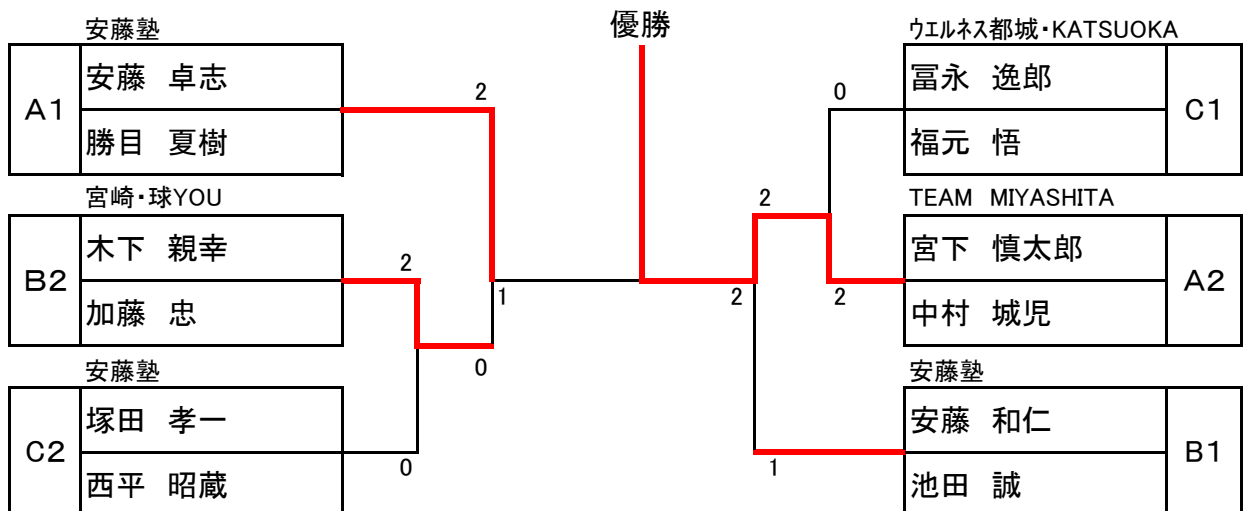 優勝
安藤塾
A1
安藤 卓志
勝目 夏樹
2
宮崎・球YOU
B2
木下 親幸
加藤 忠
2
1
0
安藤塾
C2
塚田 孝一
西平 昭蔵
0
ウエルネス都城・KATSUOKA
冨永 逸郎
福元 悟
C1
0
TEAM MIYASHITA
宮下 慎太郎
中村 城児
A2
2
2
2
安藤塾
安藤 和仁
池田 誠
B1
1